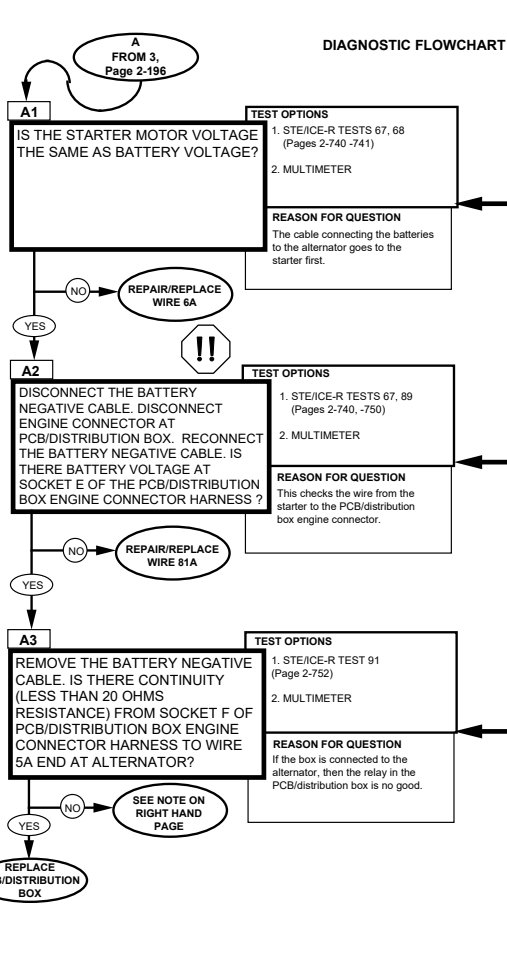 DIAGNOSTIC FLOWCHART
A
FROM 3,
Page 2-196
A1
IS THE STARTER MOTOR VOLTAGE
THE SAME AS BATTERY VOLTAGE?
TEST OPTIONS
1. STE/ICE-R TESTS 67, 68
(Pages 2-740 -741)
2. MULTIMETER
REASON FOR QUESTION
The cable connecting the batteries
to the alternator goes to the
starter first.
NO
REPAIR/REPLACE
WIRE 6A
YES
!!
A2
DISCONNECT THE BATTERY
NEGATIVE CABLE. DISCONNECT
ENGINE CONNECTOR AT
PCB/DISTRIBUTION BOX. RECONNECT
THE BATTERY NEGATIVE CABLE. IS
THERE BATTERY VOLTAGE AT
SOCKET E OF THE PCB/DISTRIBUTION
BOX ENGINE CONNECTOR HARNESS ?
TEST OPTIONS
1. STE/ICE-R TESTS 67, 89
(Pages 2-740, -750)
2. MULTIMETER
REASON FOR QUESTION
This checks the wire from the
starter to the PCB/distribution
box engine connector.
NO
REPAIR/REPLACE
WIRE 81A
YES
A3
REMOVE THE BATTERY NEGATIVE
CABLE. IS THERE CONTINUITY
(LESS THAN 20 OHMS
RESISTANCE) FROM SOCKET F OF
PCB/DISTRIBUTION BOX ENGINE
CONNECTOR HARNESS TO WIRE
5A END AT ALTERNATOR?
TEST OPTIONS
1. STE/ICE-R TEST 91
(Page 2-752)
2. MULTIMETER
REASON FOR QUESTION
If the box is connected to the
alternator, then the relay in the
PCB/distribution box is no good.
NO
SEE NOTE ON
RIGHT HAND
PAGE
YES
REPLACE
B/DISTRIBUTION
BOX